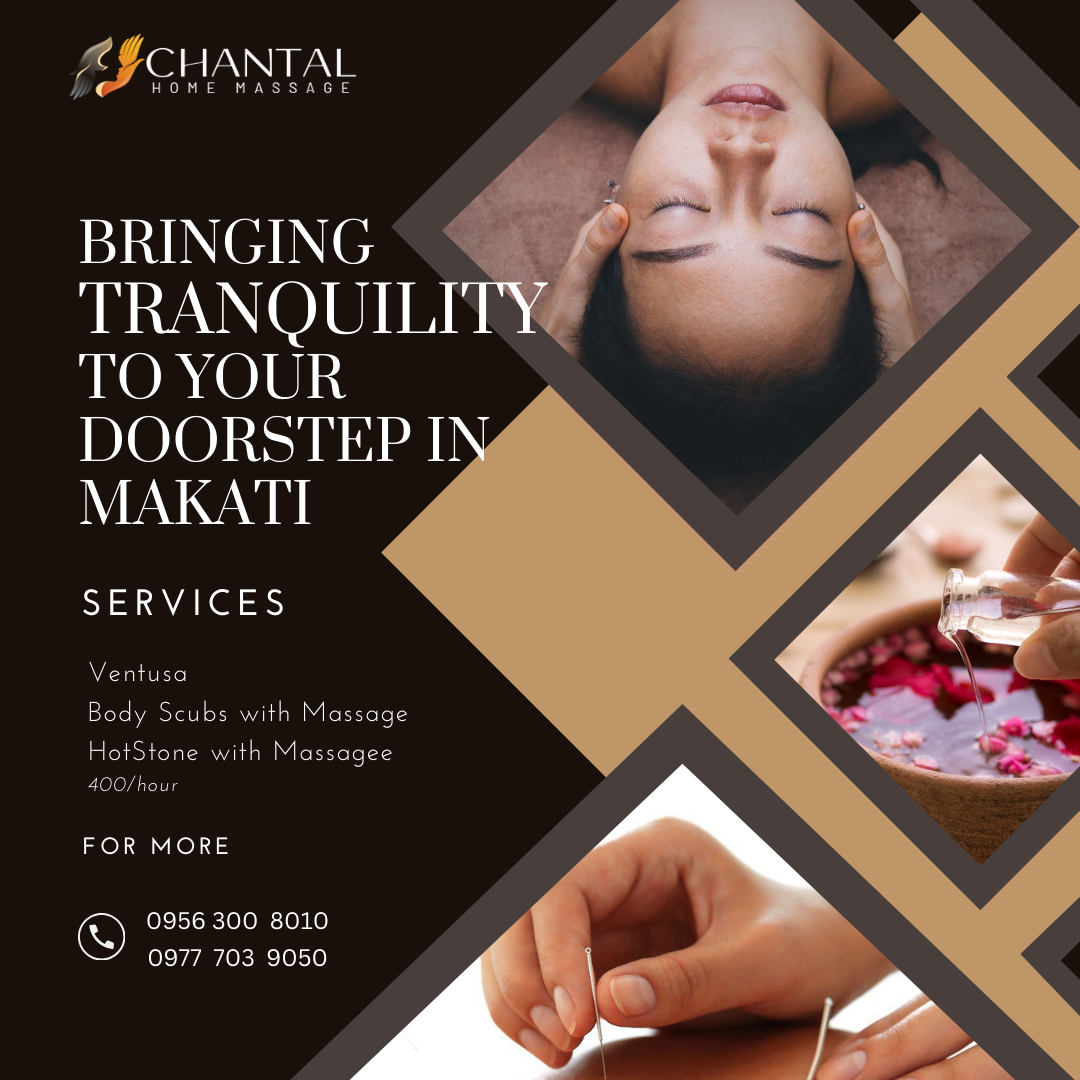 CHANTAL
HOME MASSAGE
BRINGING
TRANQUILITY
TO YOUR
DOORSTEP IN
MAKATI
SERVICES
Ventusa
Body Scubs with Massage
HotStone with Massagee
400/hour
FOR MORE
0956 300 8010
0977 703 9050